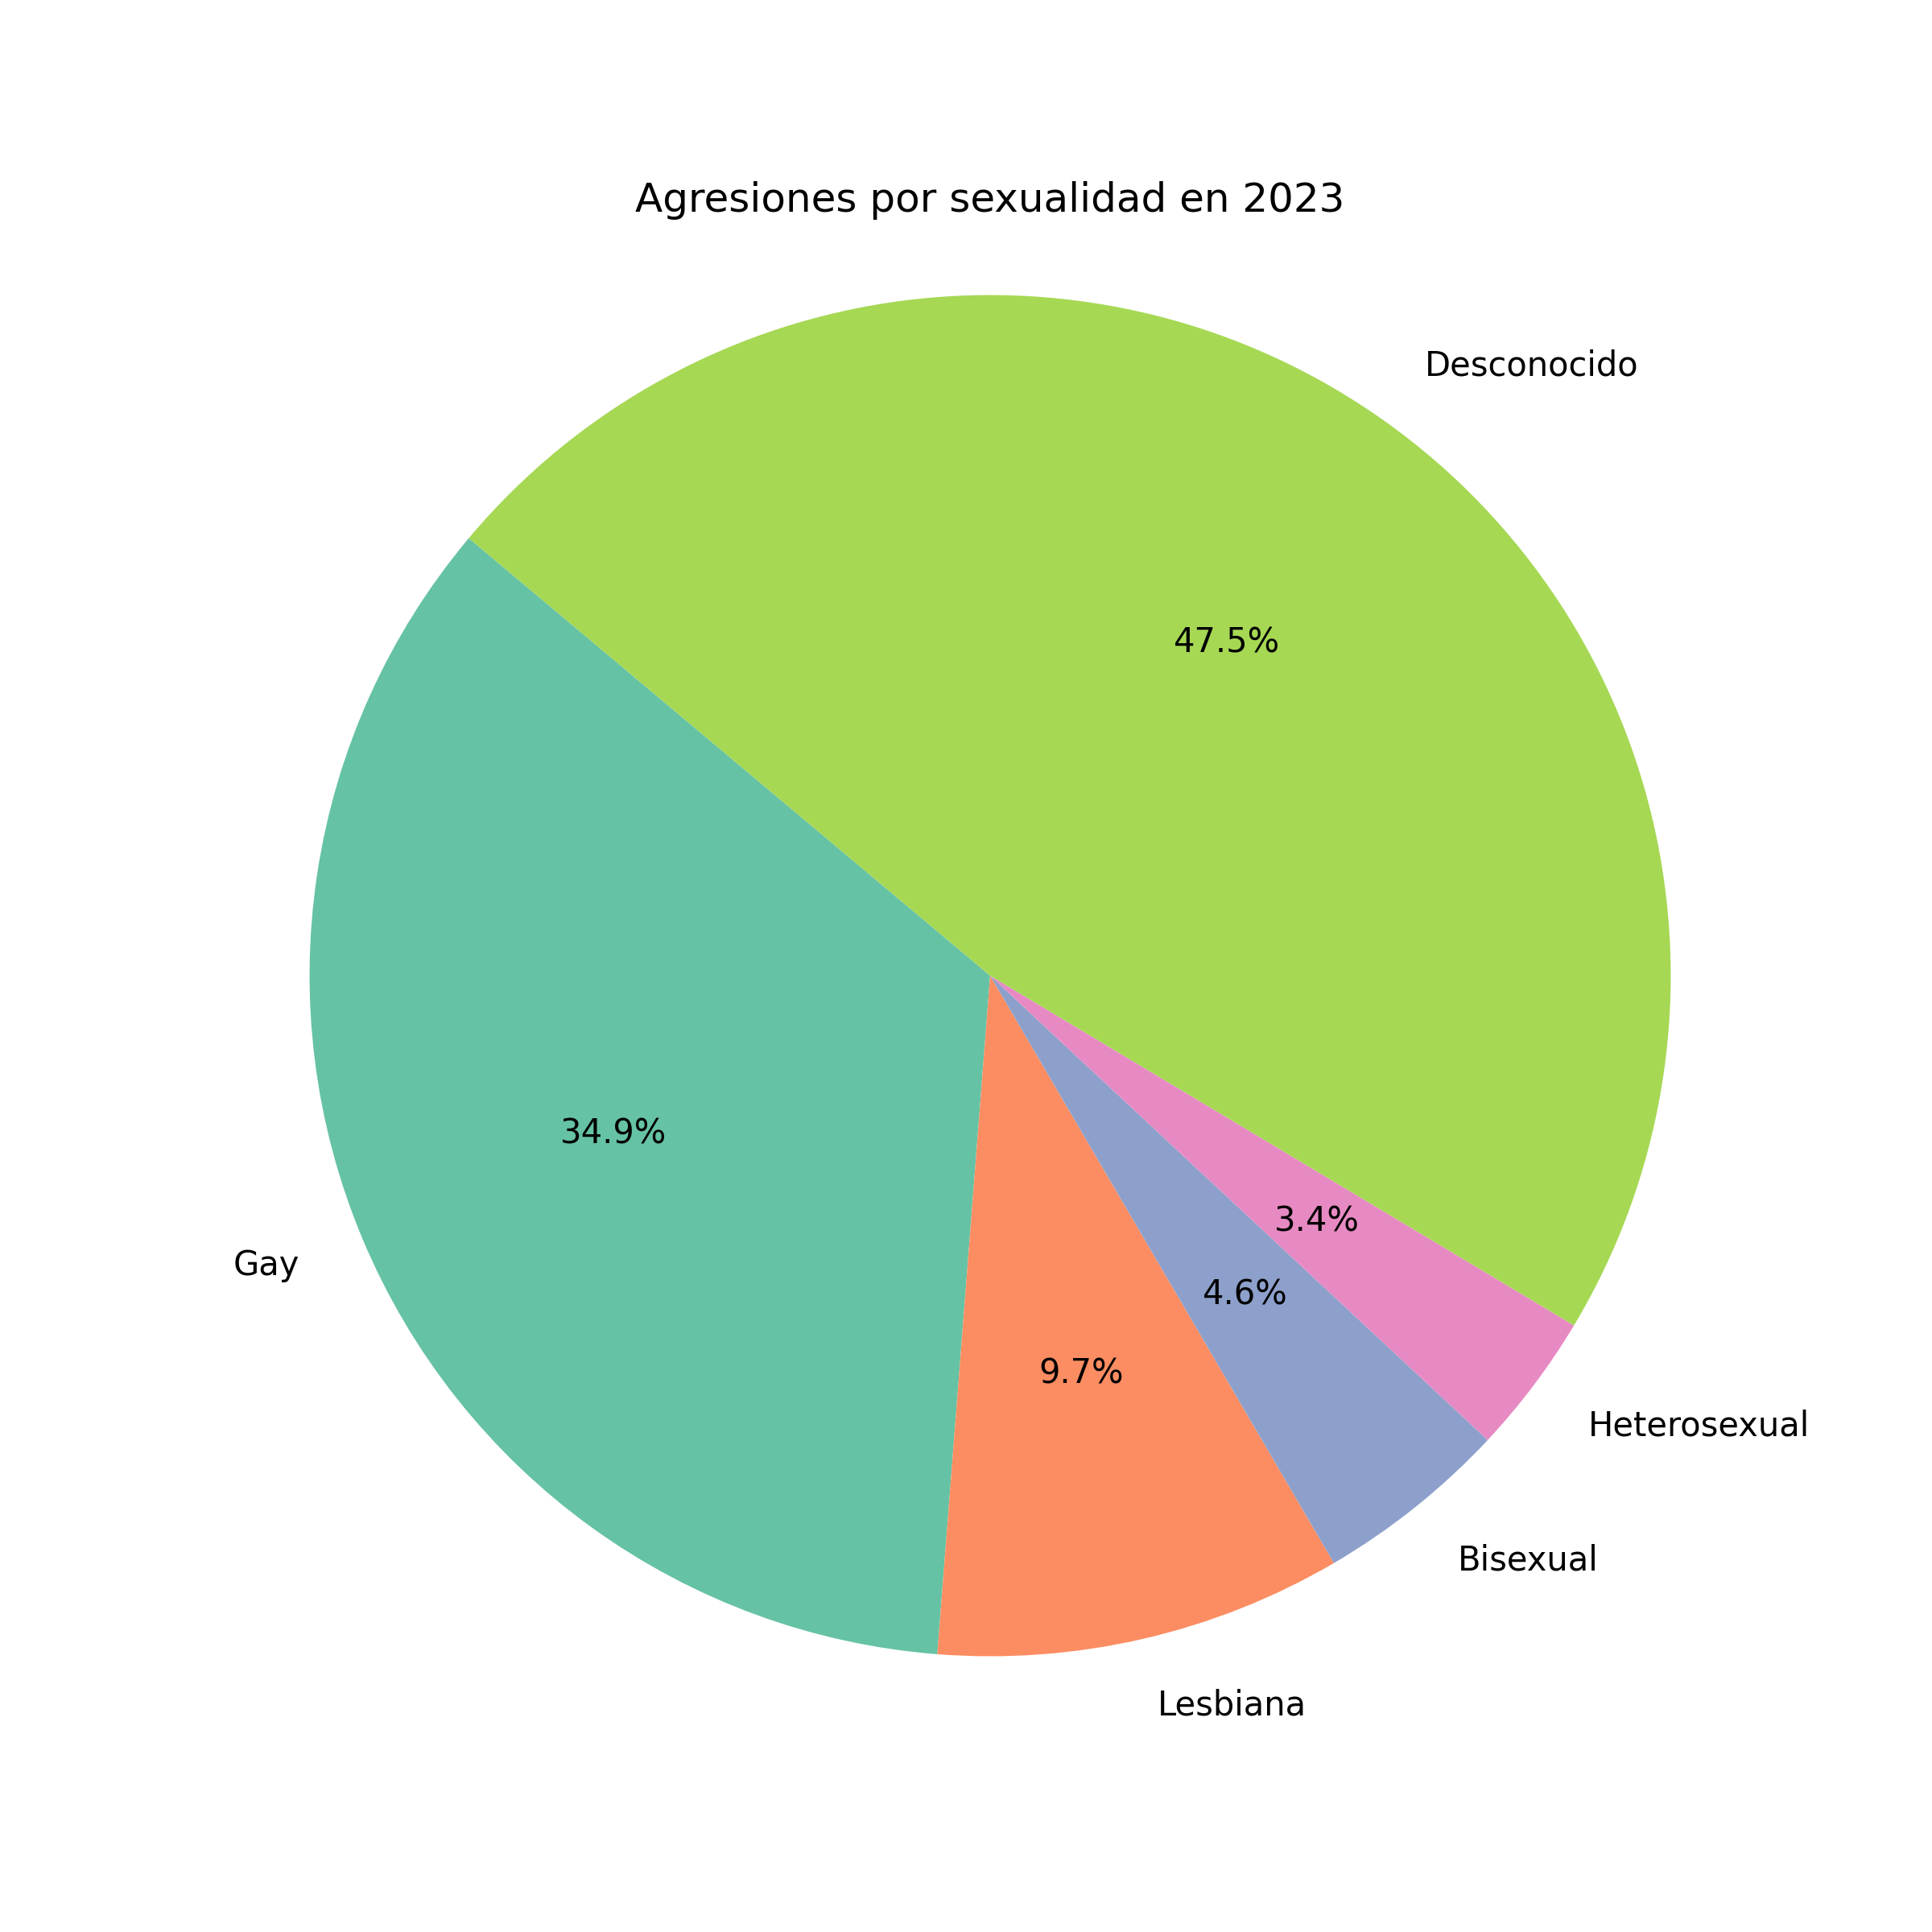 Agresiones por sexualidad en 2023
Desconocido
47.5%
34.9%
Gay
3.4%
4.6%
9.7%
Heterosexual
Bisexual
Lesbiana